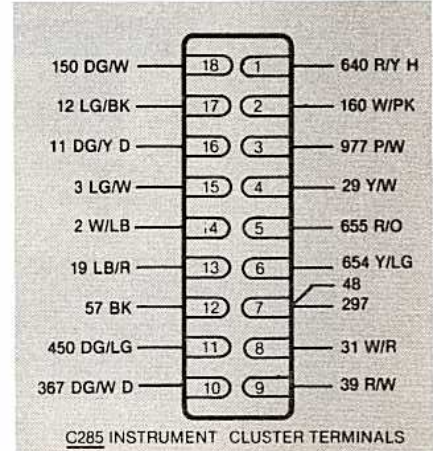 150 DG/W 18 1 640 R/Y H
12 LG/BK 17 2 160 W/PK
11 DG/Y D 16 3 977 P/W
3 LG/W 15 4 29 Y/W
2 W/LB 14 5 655 R/O
19 LB/R 13 6 654 Y/LG
48
57 BK 12 7 297
450 DG/LG 11 8 31 W/R
367 DG/W D 10 9 39 R/W
C285 INSTRUMENT CLUSTER TERMINALS